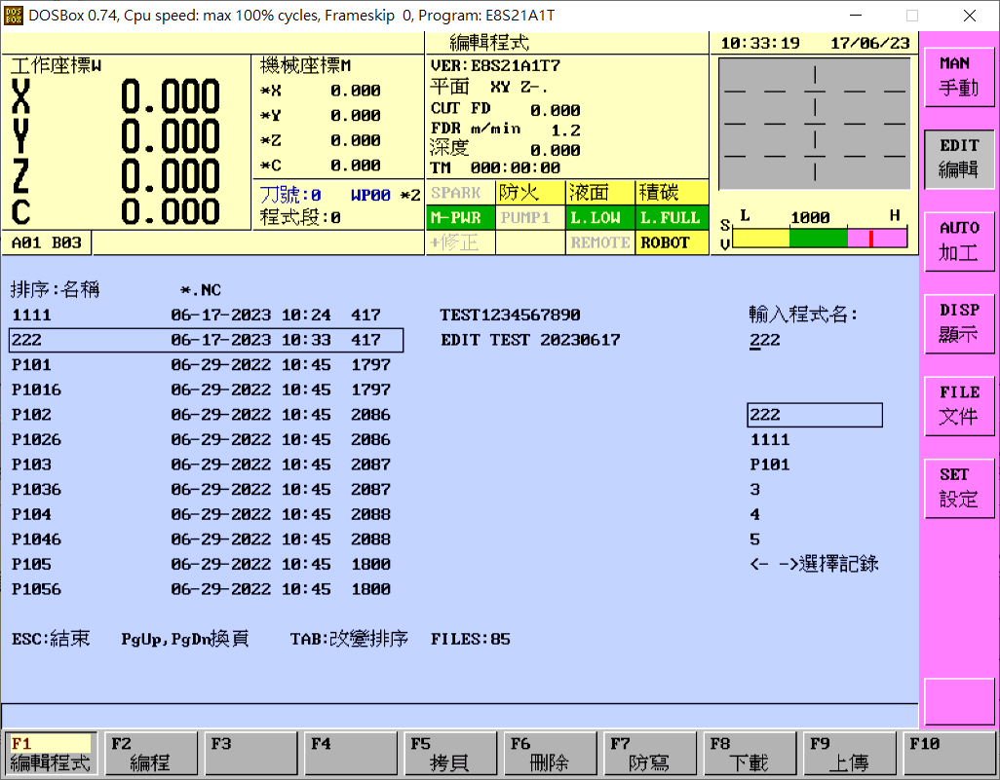 DOSBox 0.74, Cpu speed: max 100% cycles, Frameskip 0, Program: E8S21A1T
編輯程式
10:33:19 17/06/23
工作座標W
X 0.000
Y 0.000
Z 0.000
C 0.000
A01 B03
機械座標M
*X 0.000
*Y 0.000
*Z 0.000
*C 0.000
刀號:0 WP00 *2
程式段:0
VER:E8S21A1T7
平面 XY Z-.
CUT FD 0.000
FDR m/min 1.2
深度 0.000
TM 000:00:00
SPARK 防火 液面 積碳
M-PWR PUMP1 L.LOW L.FULL
+修正 REMOTE ROBOT
L 1000 H
S
V
MAN
手動
EDIT
編輯
AUTO
加工
DISP
顯示
FILE
文件
SET
設定
排序:名稱 *.NC
1111 06-17-2023 10:24 417 TEST1234567890
222 06-17-2023 10:33 417 EDIT TEST 20230617
P101 06-29-2022 10:45 1797
P1016 06-29-2022 10:45 1797
P102 06-29-2022 10:45 2086
P1026 06-29-2022 10:45 2086
P103 06-29-2022 10:45 2087
P1036 06-29-2022 10:45 2087
P104 06-29-2022 10:45 2088
P1046 06-29-2022 10:45 2088
P105 06-29-2022 10:45 1800
P1056 06-29-2022 10:45 1800
輸入程式名:
222
222
1111
P101
3
4
5
<- ->選擇記錄
ESC:結束 PgUp,PgDn換頁 TAB:改變排序 FILES:85
F1 編輯程式
F2 編程
F3
F4
F5 拷貝
F6 刪除
F7 防寫
F8 下載
F9 上傳
F10